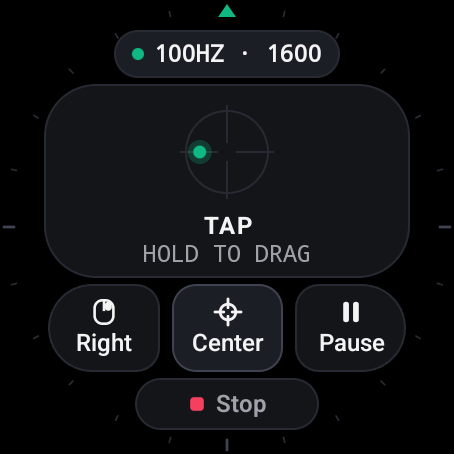 100HZ · 1600
TAP
HOLD TO DRAG
Right
Center
Pause
Stop